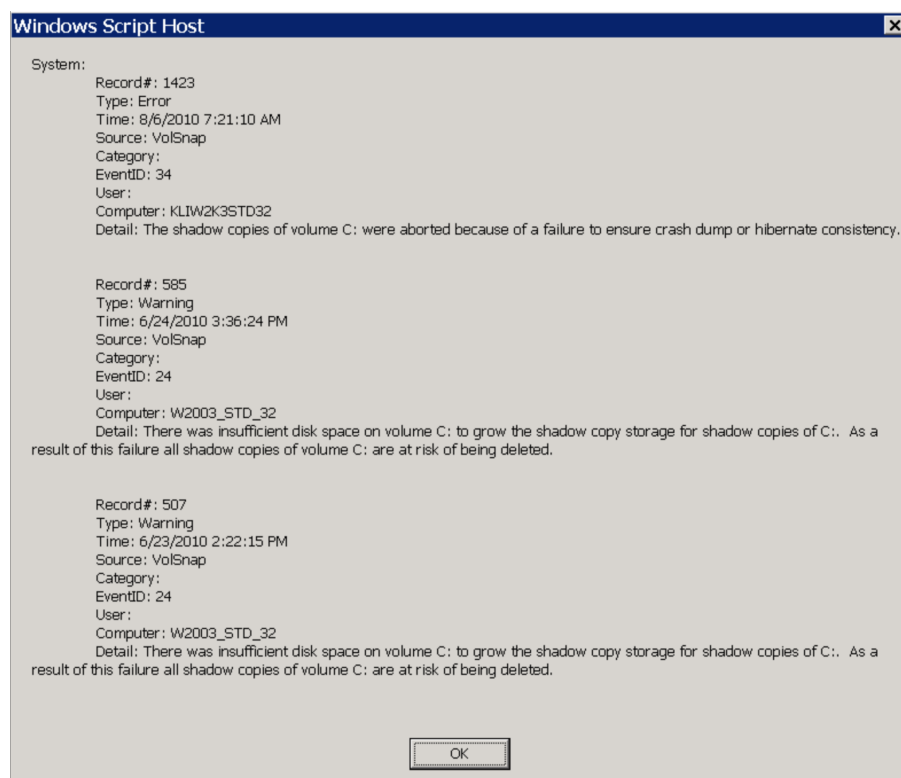 Windows Script Host
System:
Record#: 1423
Type: Error
Time: 8/6/2010 7:21:10 AM
Source: VolSnap
Category:
EventID: 34
User:
Computer: KLIW2K3STD32
Detail: The shadow copies of volume C: were aborted because of a failure to ensure crash dump or hibernate consistency.
Record#: 585
Type: Warning
Time: 6/24/2010 3:36:24 PM
Source: VolSnap
Category:
EventID: 24
User:
Computer: W2003_STD_32
Detail: There was insufficient disk space on volume C: to grow the shadow copy storage for shadow copies of C:.  As a
result of this failure all shadow copies of volume C: are at risk of being deleted.
Record#: 507
Type: Warning
Time: 6/23/2010 2:22:15 PM
Source: VolSnap
Category:
EventID: 24
User:
Computer: W2003_STD_32
Detail: There was insufficient disk space on volume C: to grow the shadow copy storage for shadow copies of C:.  As a
result of this failure all shadow copies of volume C: are at risk of being deleted.
OK